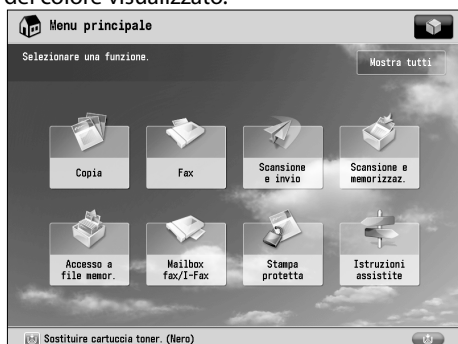 del colore visualizzato.
Menu principale
Selezionare una funzione.
Mostra tutti
Copia
Fax
Scansione
e invio
Scansione e
memorizzaz.
Accesso a
file memor.
Mailbox
fax/I-Fax
Stampa
protetta
Istruzioni
assistite
Sostituire cartuccia toner. (Nero)